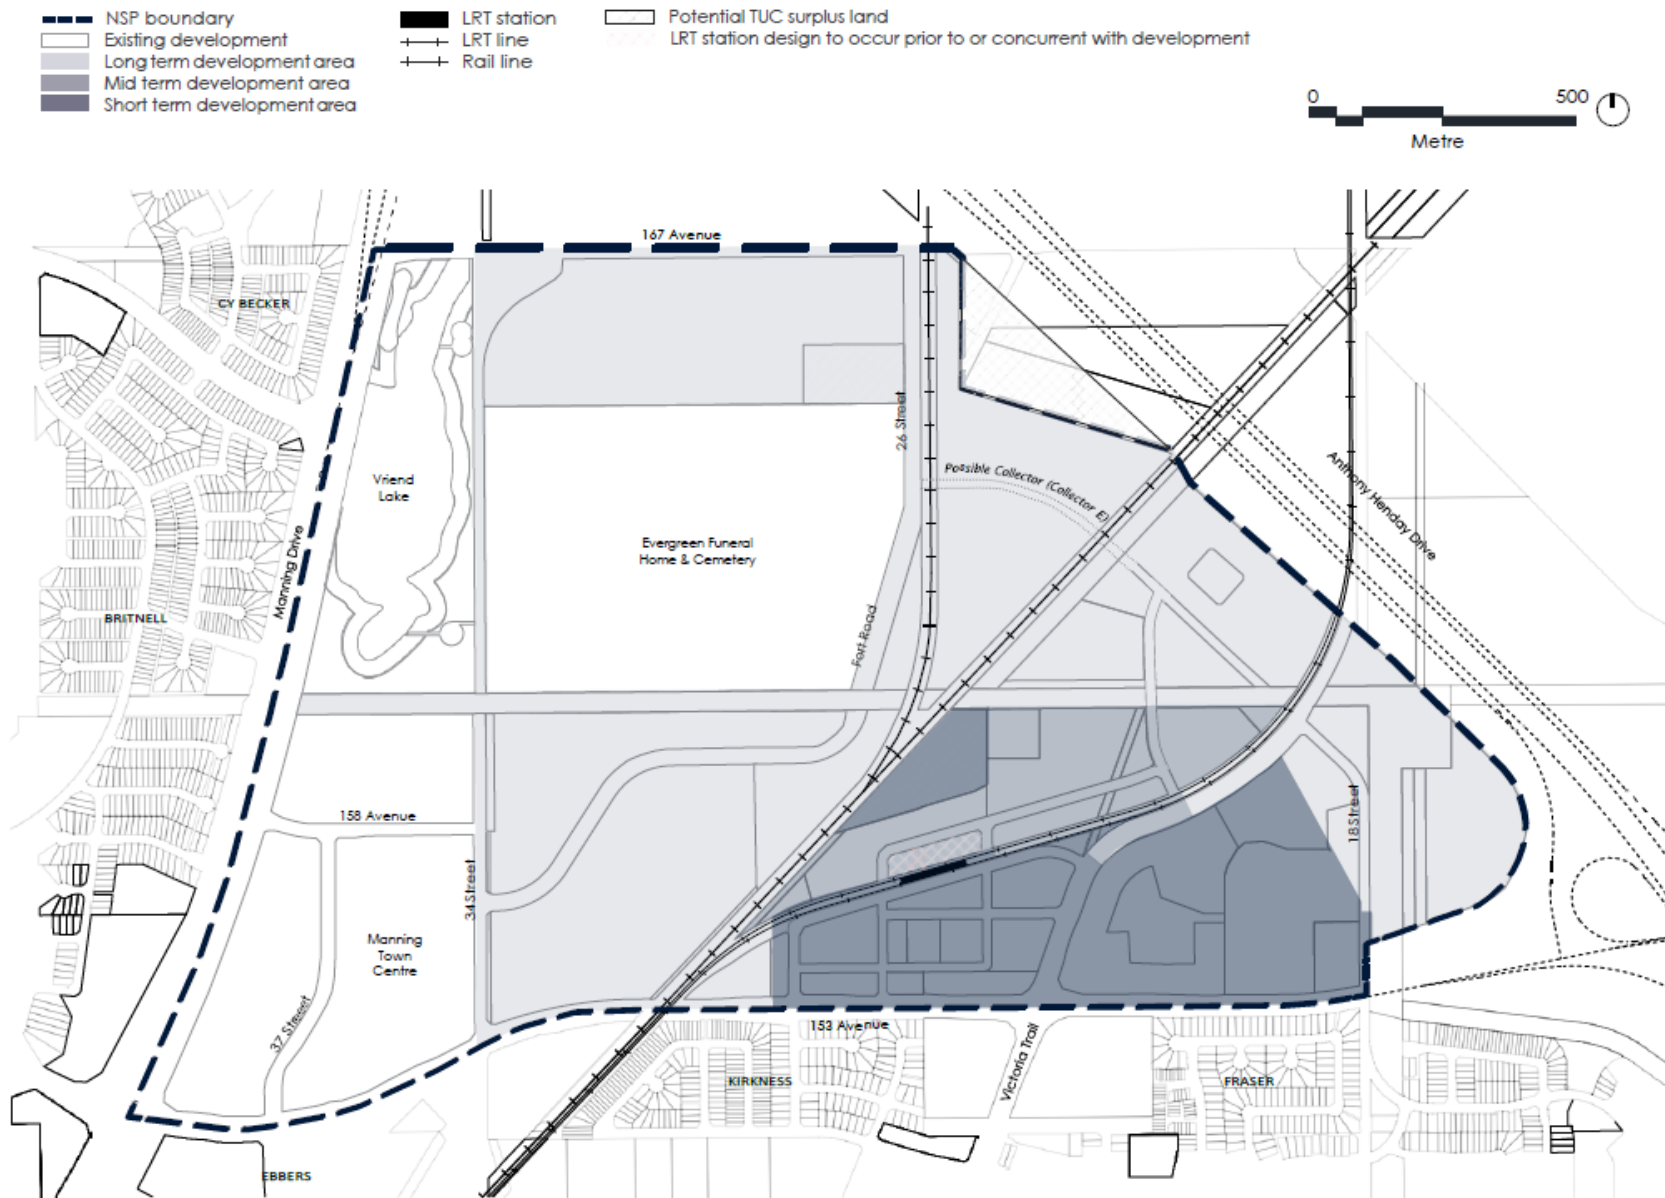 NSP boundary
Existing development
Long term development area
Mid term development area
Short term development area
LRT station
LRT line
Rail line
Potential TUC surplus land
LRT station design to occur prior to or concurrent with development
0 500
Metre
167 Avenue
CY BECKER
Vriend
Lake
26 Street
Possible Collector (Collector E)
Anthony Henday Drive
Manning Drive
Evergreen Funeral
Home & Cemetery
BRITNELL
Fort Road
158 Avenue
18 Street
34 Street
Manning
Town
Centre
37 Street
153 Avenue
Victoria Trail
KIRKNESS
FRASER
EBBERS